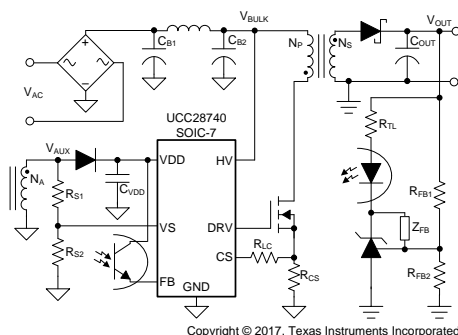 V_BULK
V_OUT
C_B1
C_B2
N_P
N_S
C_OUT
V_AC
R_TL
UCC28740
SOIC-7
V_AUX
VDD
HV
N_A
R_S1
C_VDD
R_FB1
VS
DRV
Z_FB
R_S2
CS
R_LC
FB
GND
R_CS
R_FB2
Copyright © 2017, Texas Instruments Incorporated